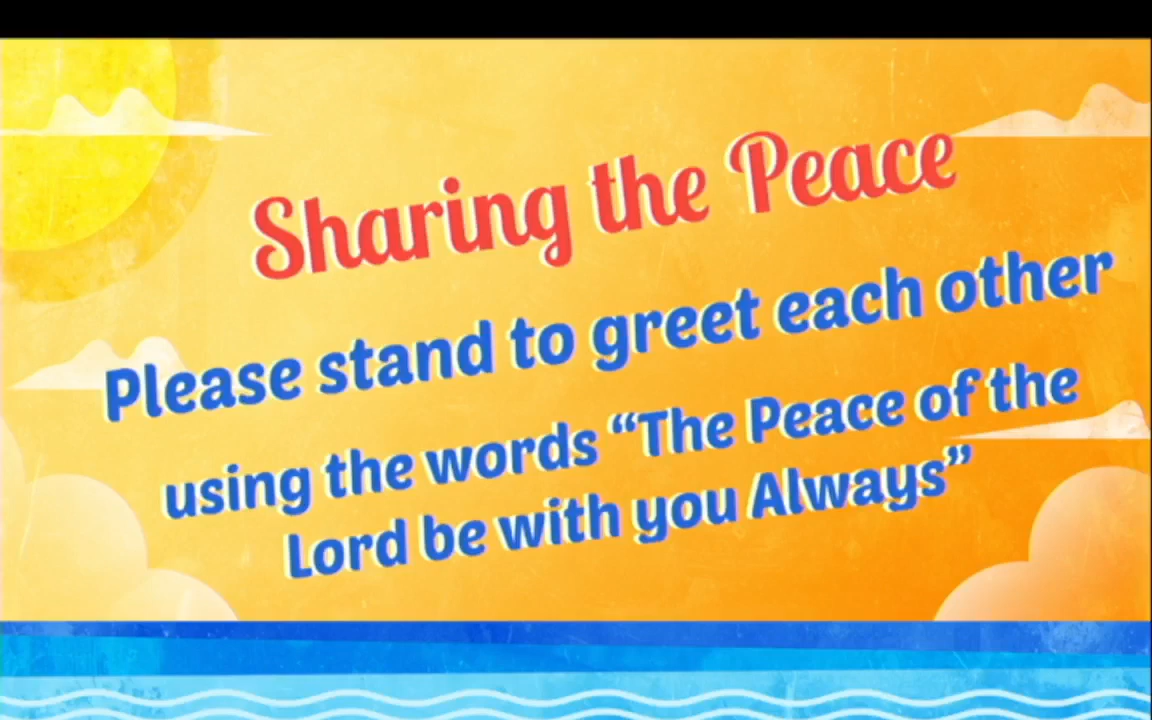 Sharing the Peace
Please stand to greet each other
using the words “The Peace of the
Lord be with you Always”